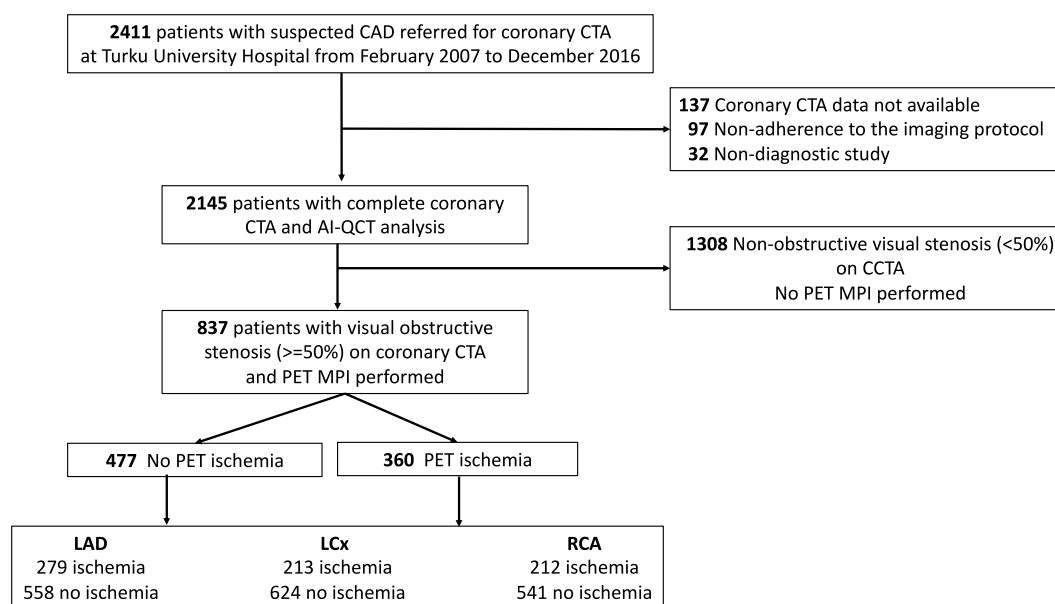 2411 patients with suspected CAD referred for coronary CTA
at Turku University Hospital from February 2007 to December 2016
137 Coronary CTA data not available
97 Non-adherence to the imaging protocol
32 Non-diagnostic study
2145 patients with complete coronary
CTA and AI-QCT analysis
1308 Non-obstructive visual stenosis (<50%)
on CCTA
No PET MPI performed
837 patients with visual obstructive
stenosis (>=50%) on coronary CTA
and PET MPI performed
477 No PET ischemia
360 PET ischemia
LAD
279 ischemia
558 no ischemia
LCx
213 ischemia
624 no ischemia
RCA
212 ischemia
541 no ischemia